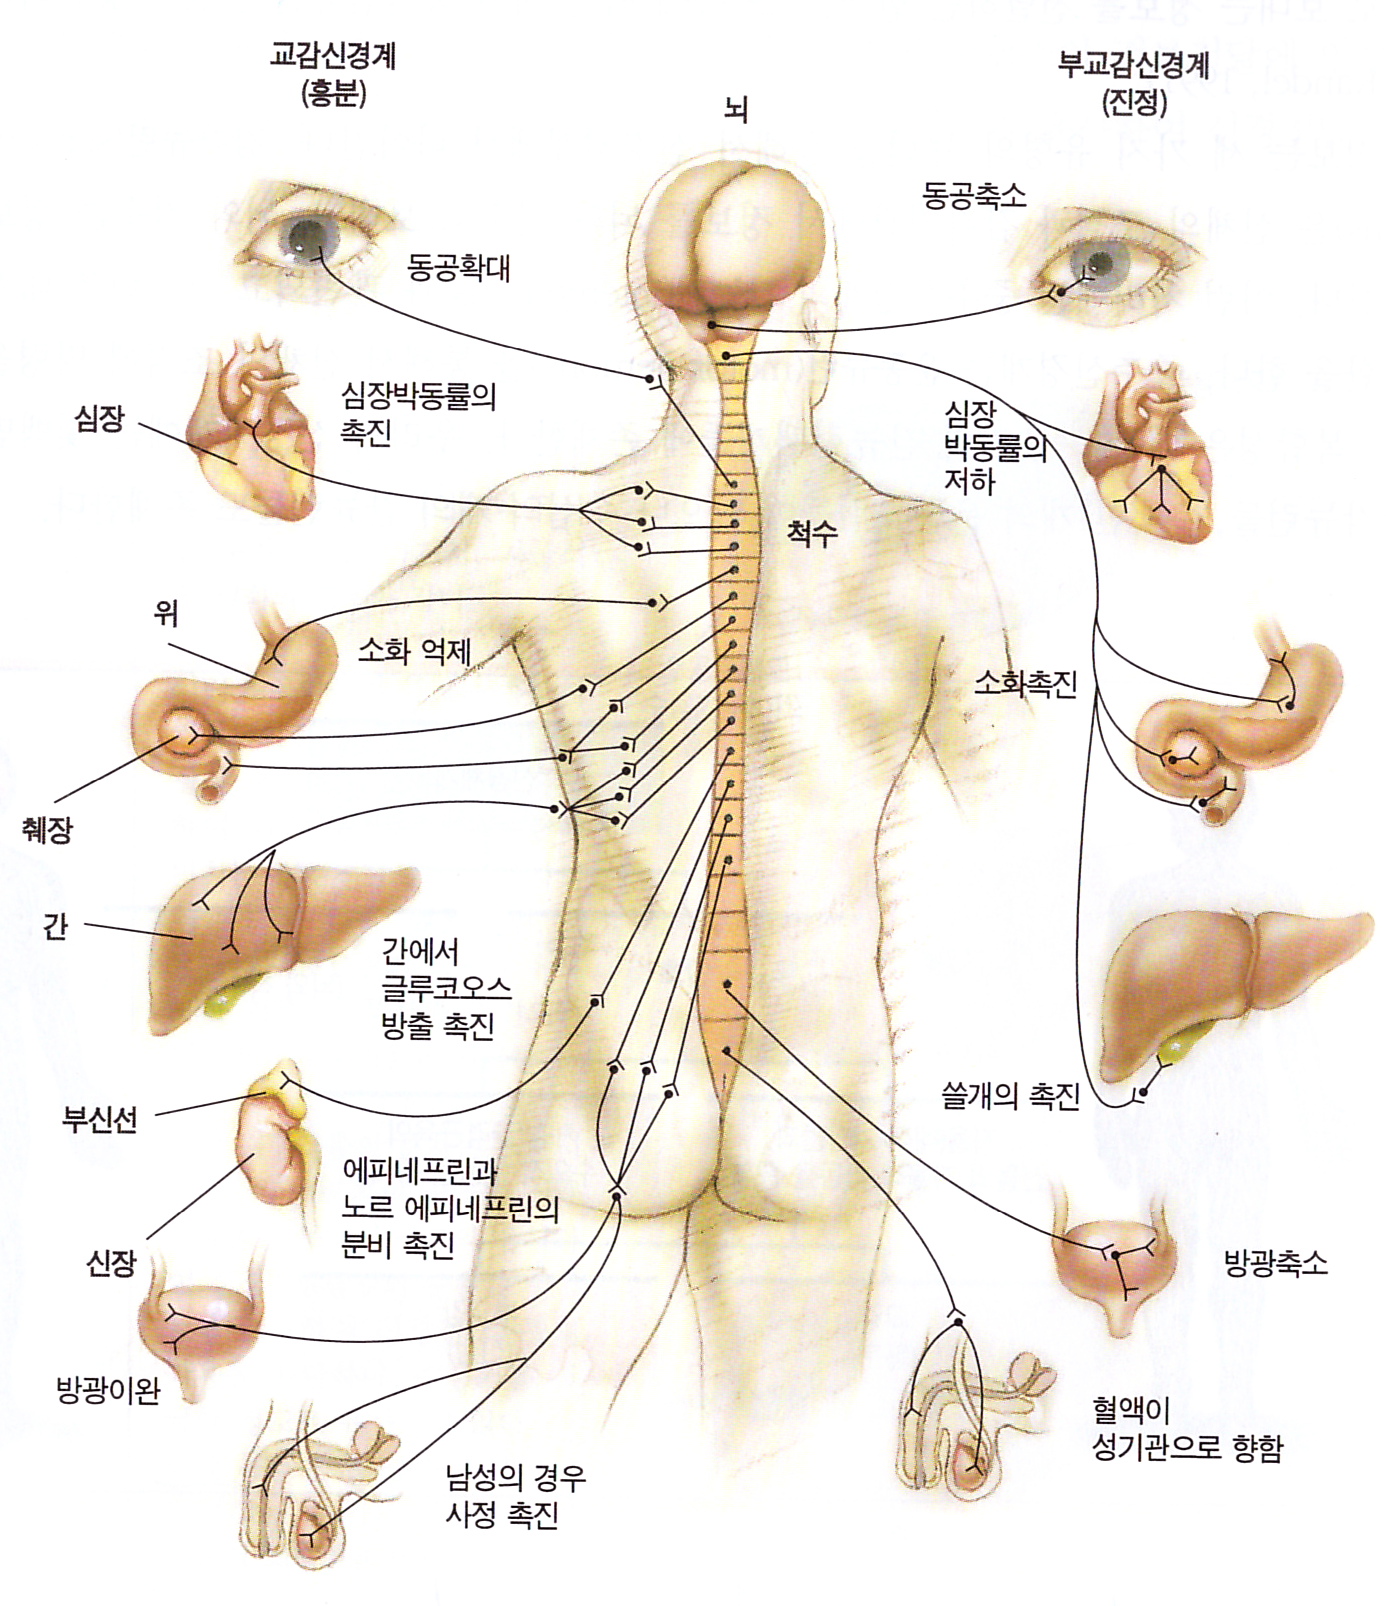 교감신경계
(흥분)
뇌
부교감신경계
(진정)
동공확대
동공축소
심장
심장박동률의
촉진
심장
박동률의
저하
척수
위
소화 억제
소화촉진
췌장
간
간에서
글루코오스
방출 촉진
쓸개의 촉진
부신선
에피네프린과
노르 에피네프린의
분비 촉진
신장
방광이완
방광축소
남성의 경우
사정 촉진
혈액이
성기관으로 향함